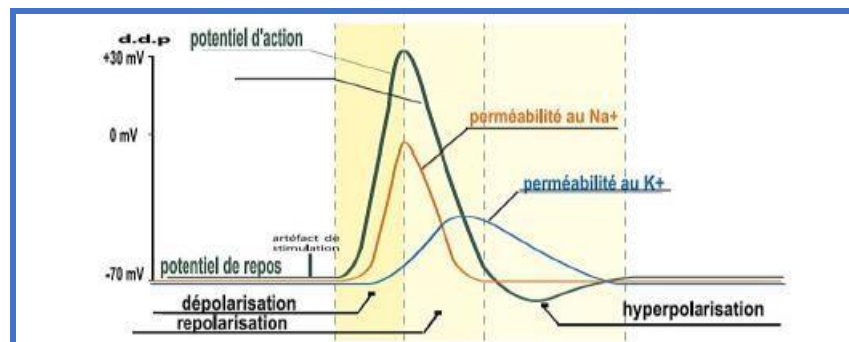 d.d.p
potentiel d'action
+30 mV
perméabilité au Na+
0 mV
perméabilité au K+
artéfact de
stimulation
potentiel de repos
-70 mV
dépolarisation
hyperpolarisation
repolarisation